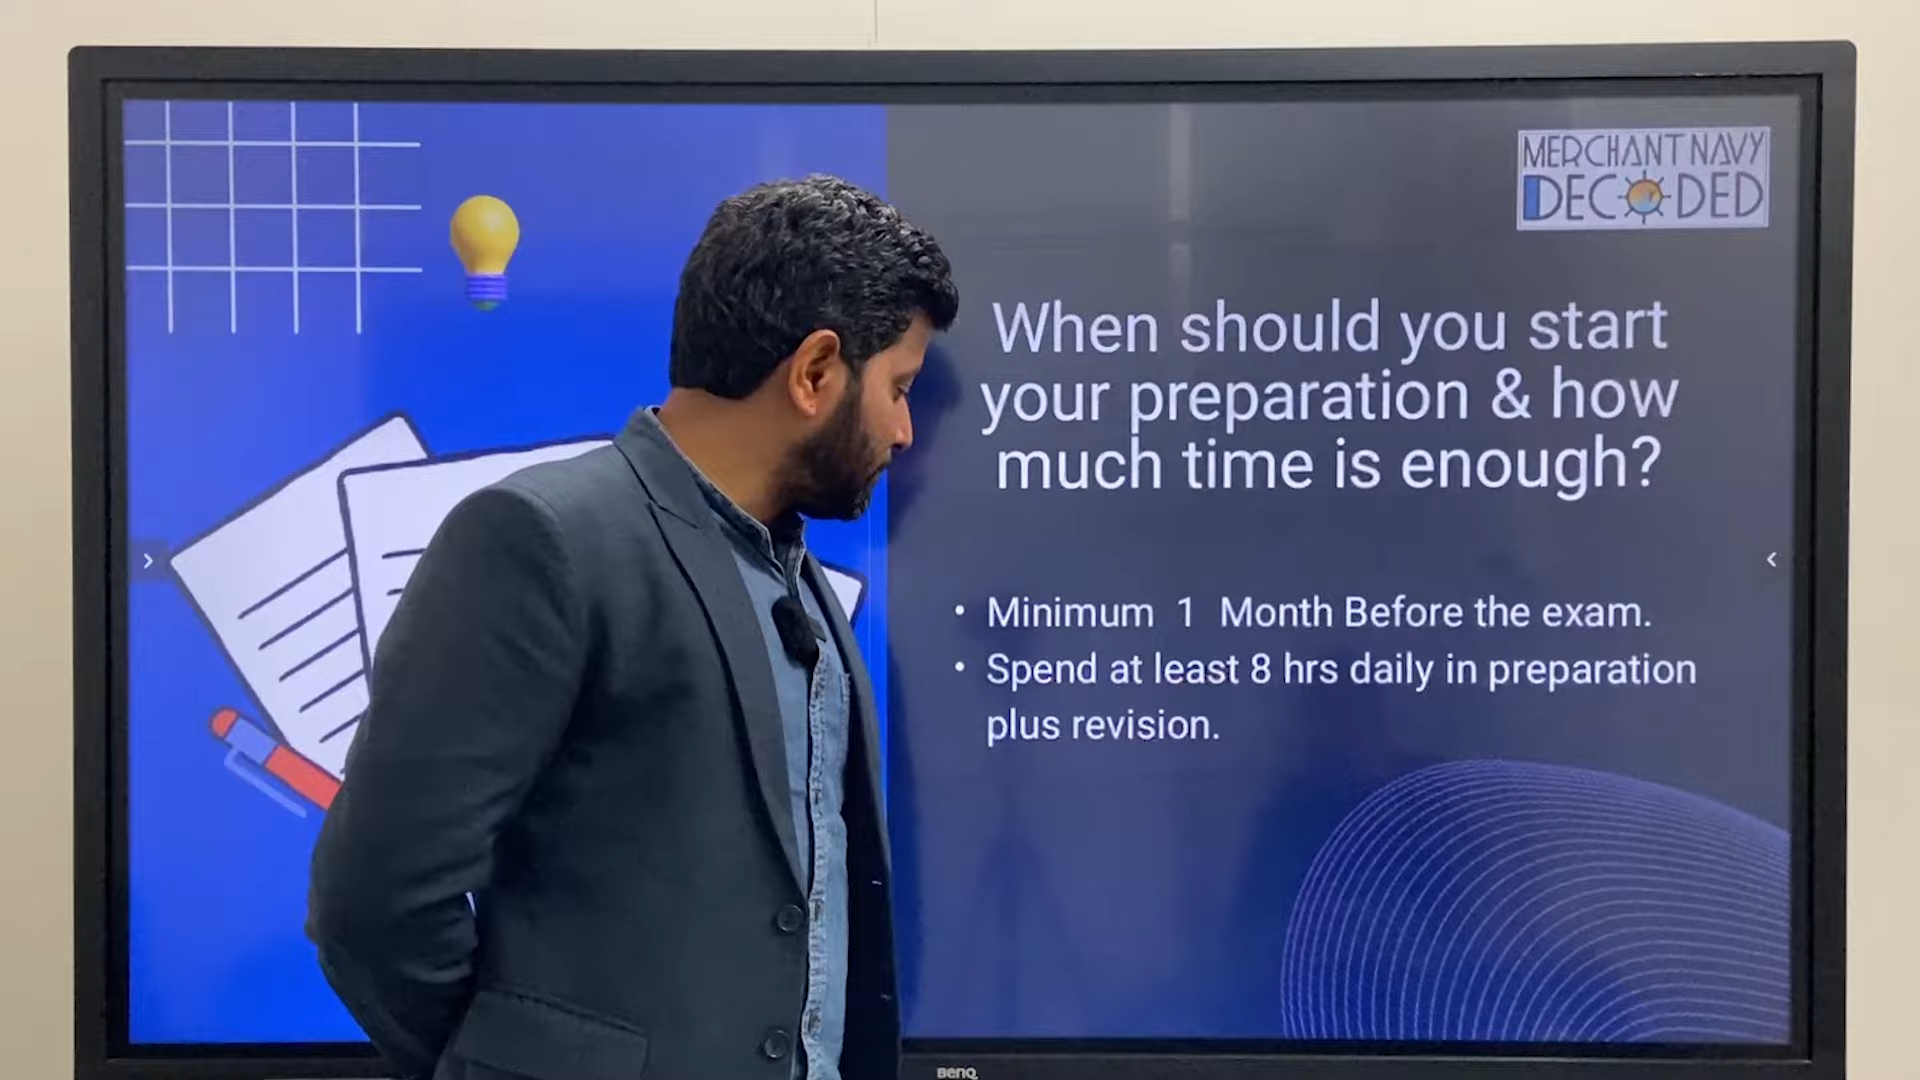 MERCHANT NAVY
DECODED
When should you start
your preparation & how
much time is enough?
• Minimum 1 Month Before the exam.
• Spend at least 8 hrs daily in preparation
plus revision.
BenQ